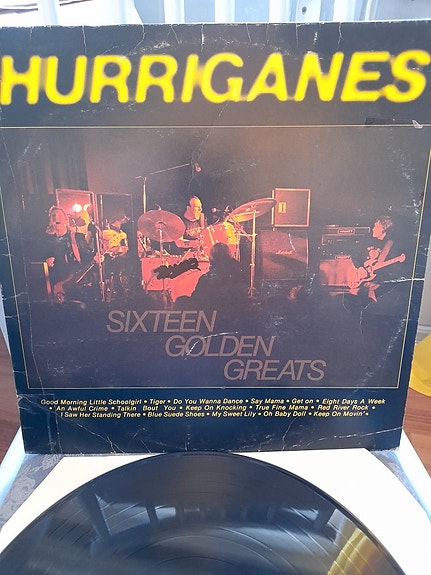 HURRIGANES
SIXTEEN
GOLDEN
GREATS
Good Morning Little Schoolgirl • Tiger • Do You Wanna Dance • Say Mama • Get on • Eight Days A Week
• 'An Awful Crime • Talkin' Bout You • Keep On Knocking • True Fine Mama • Red River Rock •
I Saw Her Standing There • Blue Suede Shoes • My Sweet Lily • Oh Baby Doll • Keep On Movin'•